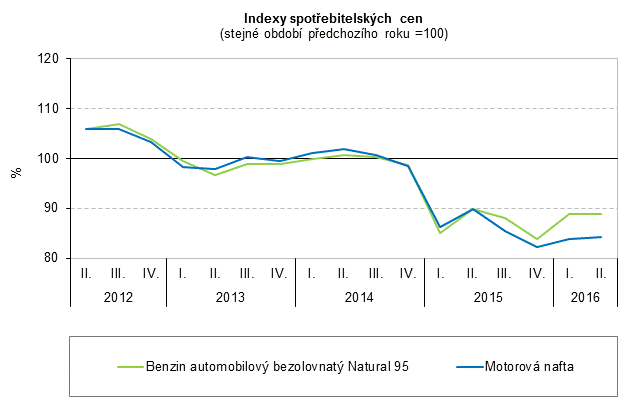 Indexy spotřebitelských cen
(stejné období předchozího roku =100)
120
110
100
90
80
%
II. III. IV. I. II. III. IV. I. II. III. IV. I. II. III. IV. I. II.
2012 2013 2014 2015 2016
Benzin automobilový bezolovnatý Natural 95 Motorová nafta